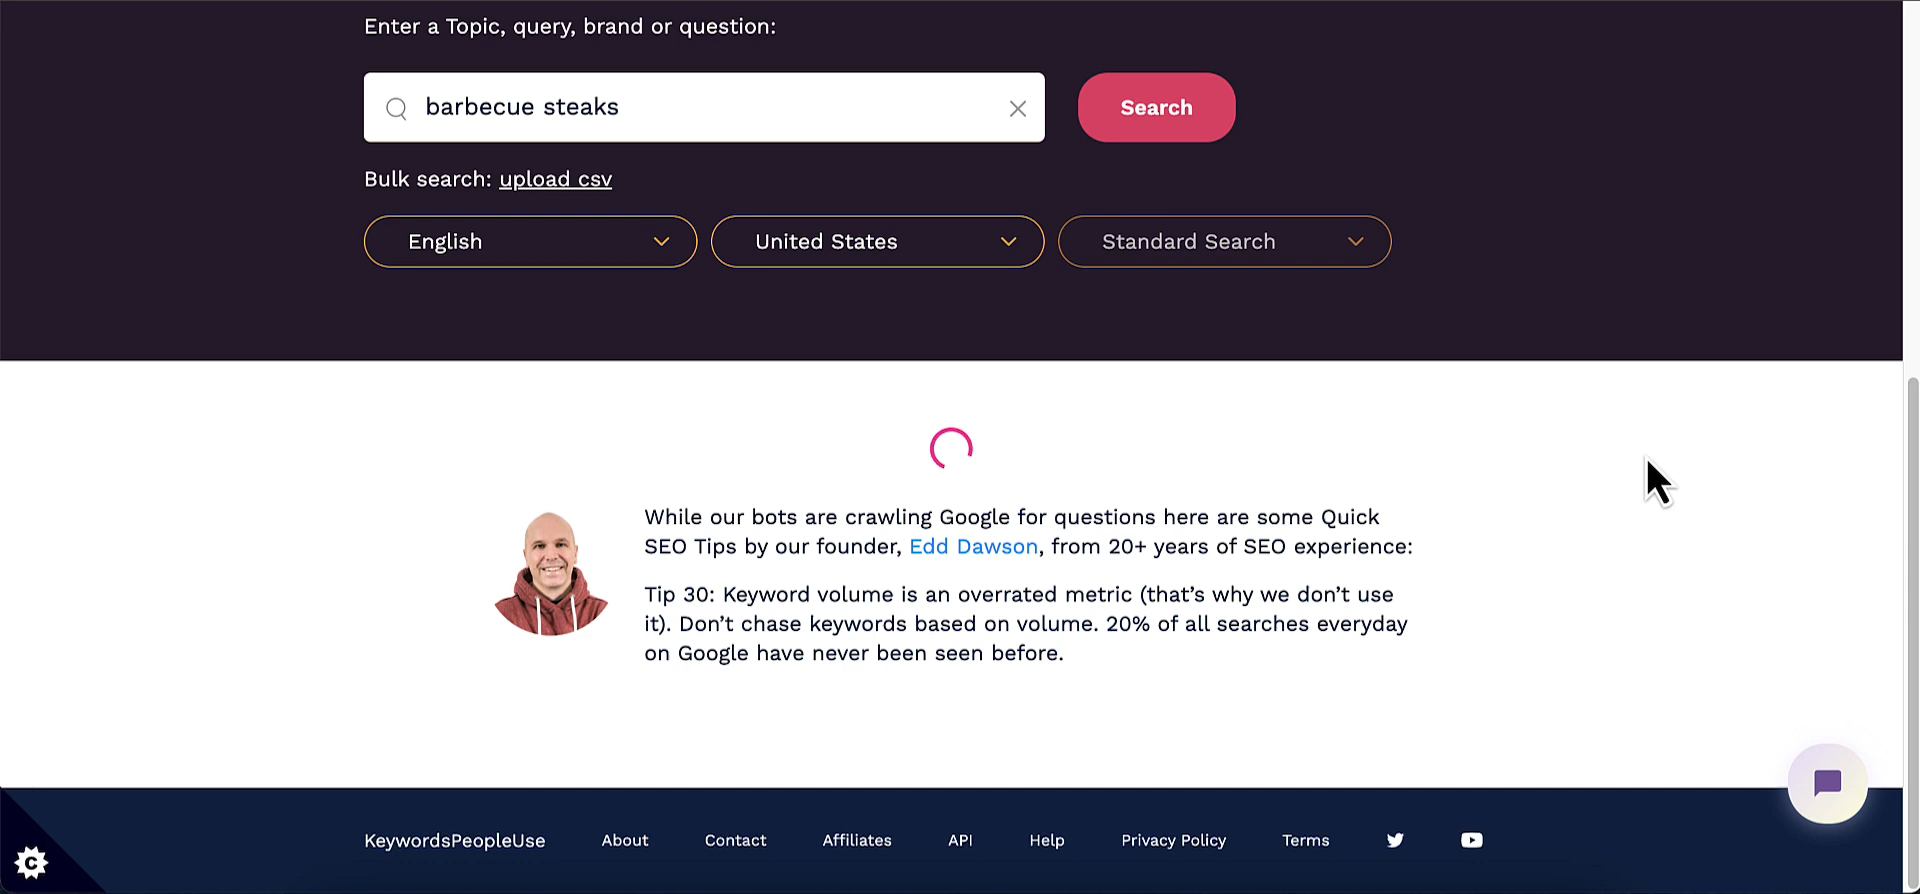 Enter a Topic, query, brand or question:
barbecue steaks
Search
Bulk search: upload csv
English
United States
Standard Search
While our bots are crawling Google for questions here are some Quick
SEO Tips by our founder, Edd Dawson, from 20+ years of SEO experience:
Tip 30: Keyword volume is an overrated metric (that’s why we don’t use
it). Don’t chase keywords based on volume. 20% of all searches everyday
on Google have never been seen before.
KeywordsPeopleUse
About
Contact
Affiliates
API
Help
Privacy Policy
Terms
C